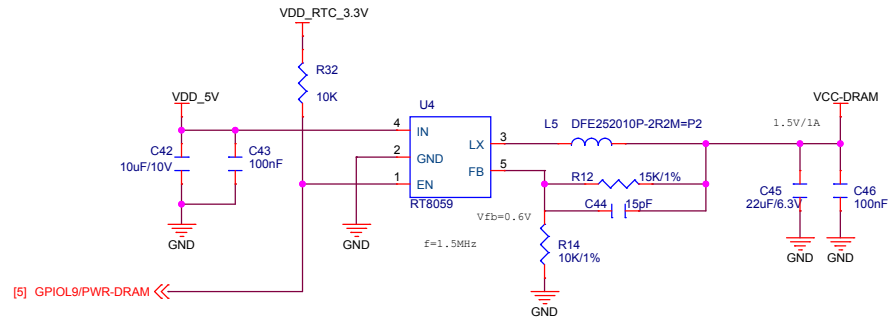 VDD_RTC_3.3V
R32
10K
VDD_5V
C42
10uF/10V
C43
100nF
GND
U4
4
IN
2
GND
1
EN
LX
3
FB
5
RT8059
GND
f=1.5MHz
L5 DFE252010P-2R2M=P2
R12
15K/1%
C44
15pF
Vfb=0.6V
R14
10K/1%
GND
VCC-DRAM
1.5V/1A
C45
22uF/6.3V
C46
100nF
GND
GND
[5] GPIOL9/PWR-DRAM